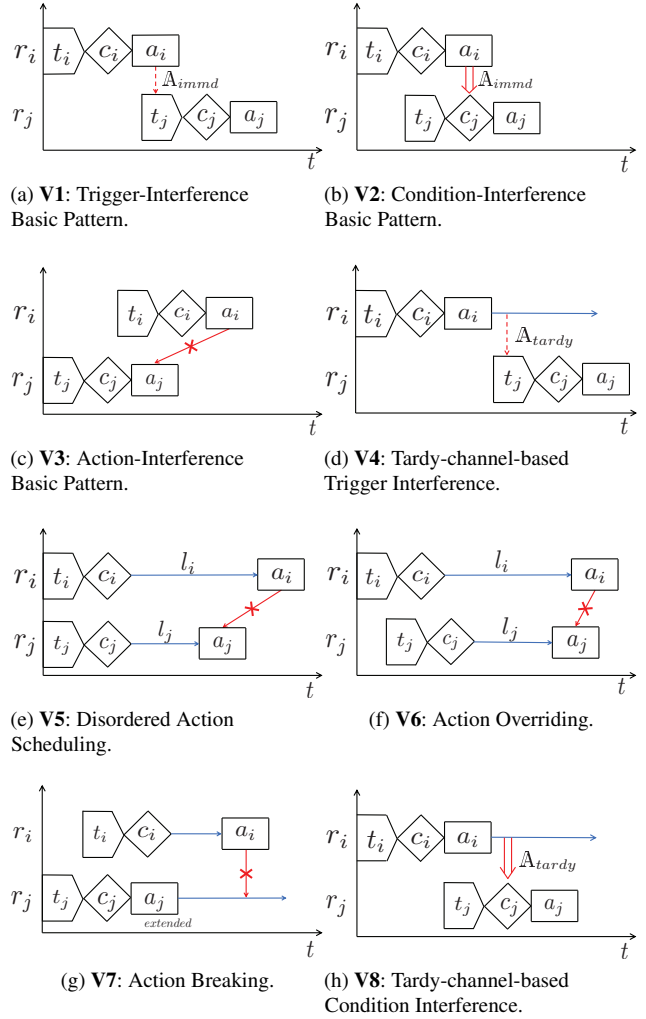 r_i t_i c_i a_i
𝔸_immd
r_j t_j c_j a_j
t
(a) V1: Trigger-Interference
Basic Pattern.
r_i t_i c_i a_i
𝔸_immd
r_j t_j c_j a_j
t
(b) V2: Condition-Interference
Basic Pattern.
r_i t_i c_i a_i
r_j t_j c_j a_j
t
(c) V3: Action-Interference
Basic Pattern.
r_i t_i c_i a_i
𝔸_tardy
r_j t_j c_j a_j
t
(d) V4: Tardy-channel-based
Trigger Interference.
r_i t_i c_i l_i a_i
r_j t_j c_j l_j a_j
t
(e) V5: Disordered Action
Scheduling.
r_i t_i c_i l_i a_i
r_j t_j c_j l_j a_j
t
(f) V6: Action Overriding.
r_i t_i c_i a_i
r_j t_j c_j a_j
extended
t
(g) V7: Action Breaking.
r_i t_i c_i a_i
𝔸_tardy
r_j t_j c_j a_j
t
(h) V8: Tardy-channel-based
Condition Interference.